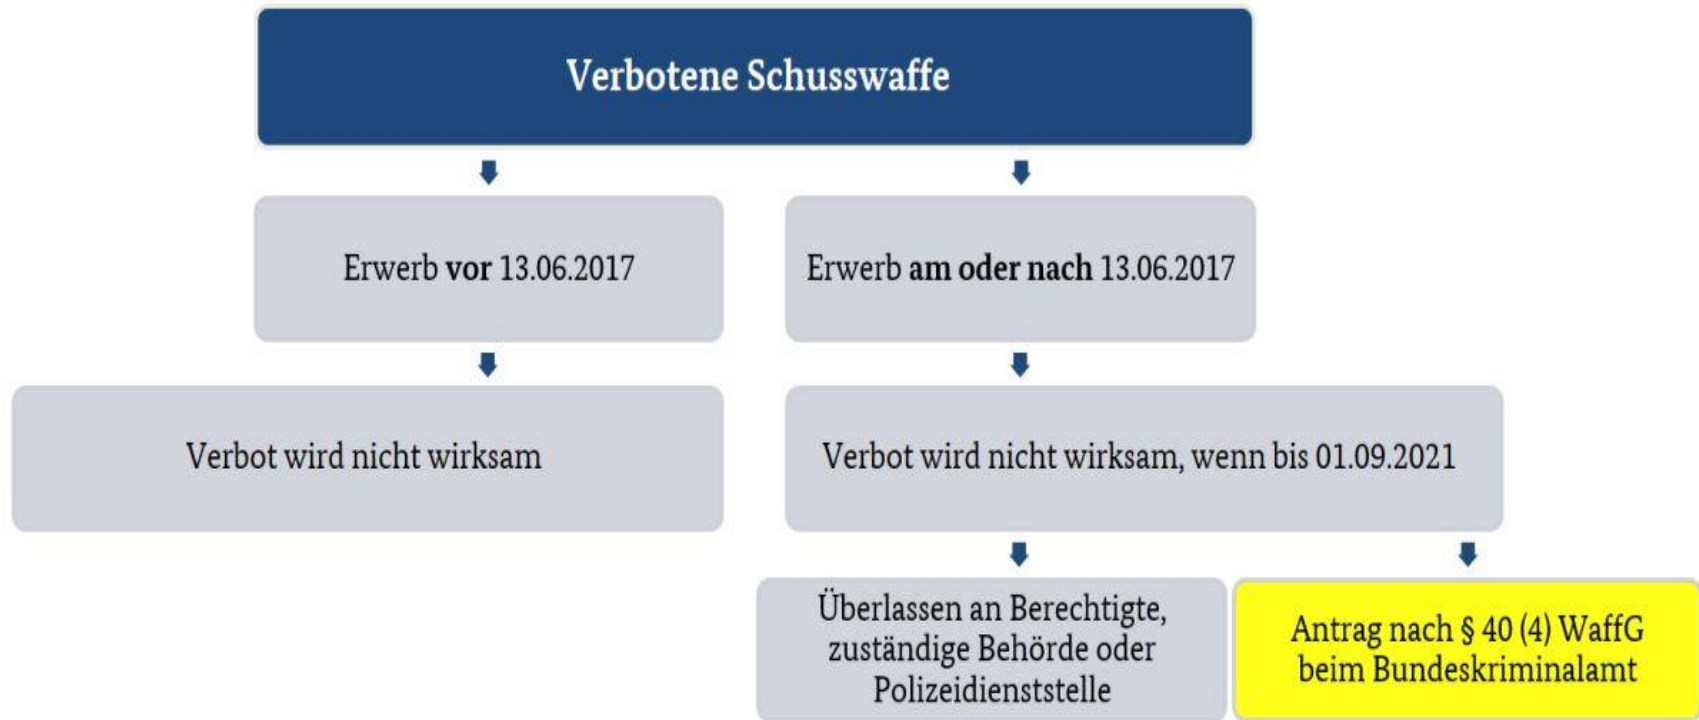 Verbotene Schusswaffe
Erwerb vor 13.06.2017
Erwerb am oder nach 13.06.2017
Verbot wird nicht wirksam
Verbot wird nicht wirksam, wenn bis 01.09.2021
Überlassen an Berechtigte,
zuständige Behörde oder
Polizeidienststelle
Antrag nach § 40 (4) WaffG
beim Bundeskriminalamt